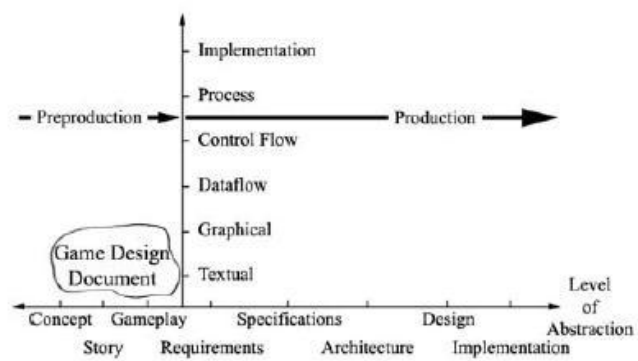 Implementation
Process
Preproduction
Production
Control Flow
Dataflow
Graphical
Game Design
Document
Textual
Level
of
Abstraction
Concept
Gameplay
Specifications
Design
Story
Requirements
Architecture
Implementation